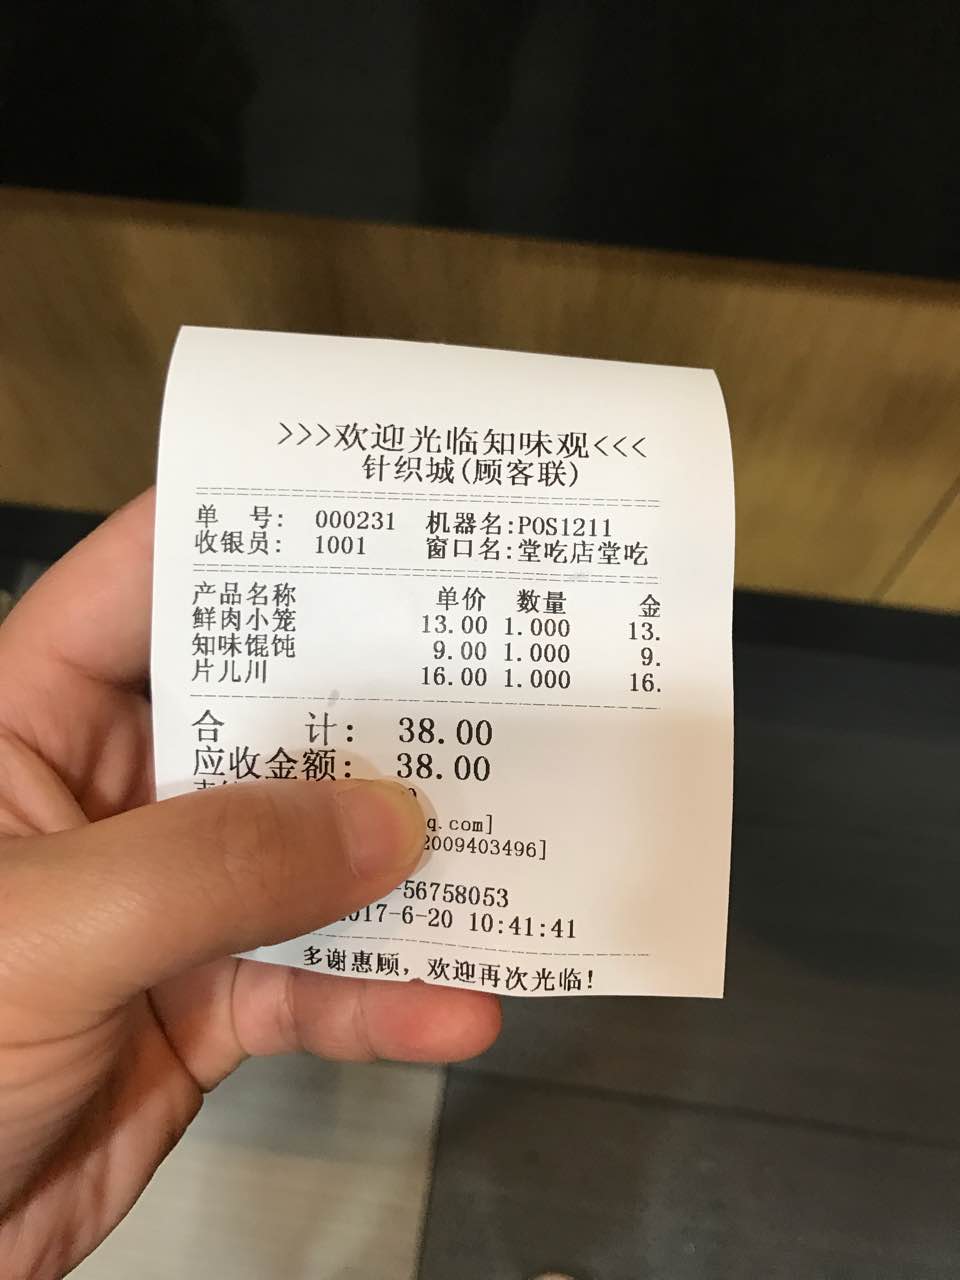 >>>欢迎光临知味观<<<
针织城(顾客联)
单 号: 000231 机器名:POS1211
收银员: 1001 窗口名:堂吃店堂吃
产品名称 单价 数量 金
鲜肉小笼 13.00 1.000 13.
知味馄饨 9.00 1.000 9.
片儿川 16.00 1.000 16.
合 计: 38.00
应收金额: 38.00
q.com]
2009403496]
-56758053
2017-6-20 10:41:41
多谢惠顾,欢迎再次光临!